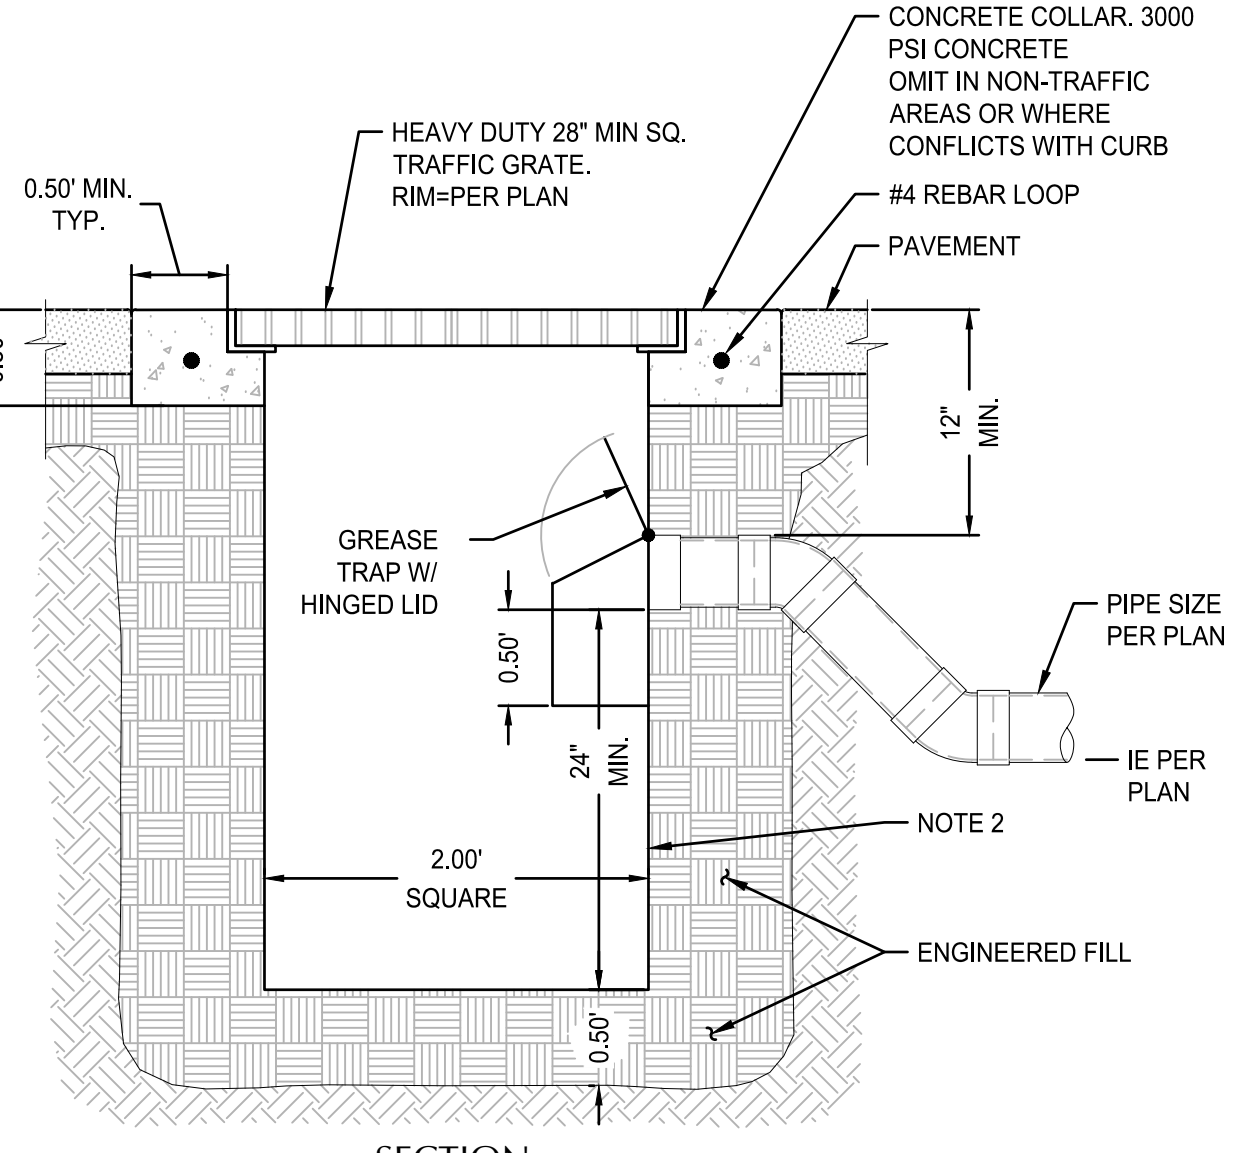 CONCRETE COLLAR. 3000
PSI CONCRETE
OMIT IN NON-TRAFFIC
AREAS OR WHERE
CONFLICTS WITH CURB
HEAVY DUTY 28" MIN SQ.
TRAFFIC GRATE.
RIM=PER PLAN
0.50' MIN.
TYP.
#4 REBAR LOOP
PAVEMENT
12"
MIN.
GREASE
TRAP W/
HINGED LID
0.50'
24"
MIN.
PIPE SIZE
PER PLAN
IE PER
PLAN
NOTE 2
2.00'
SQUARE
ENGINEERED FILL
0.50'
SECTION